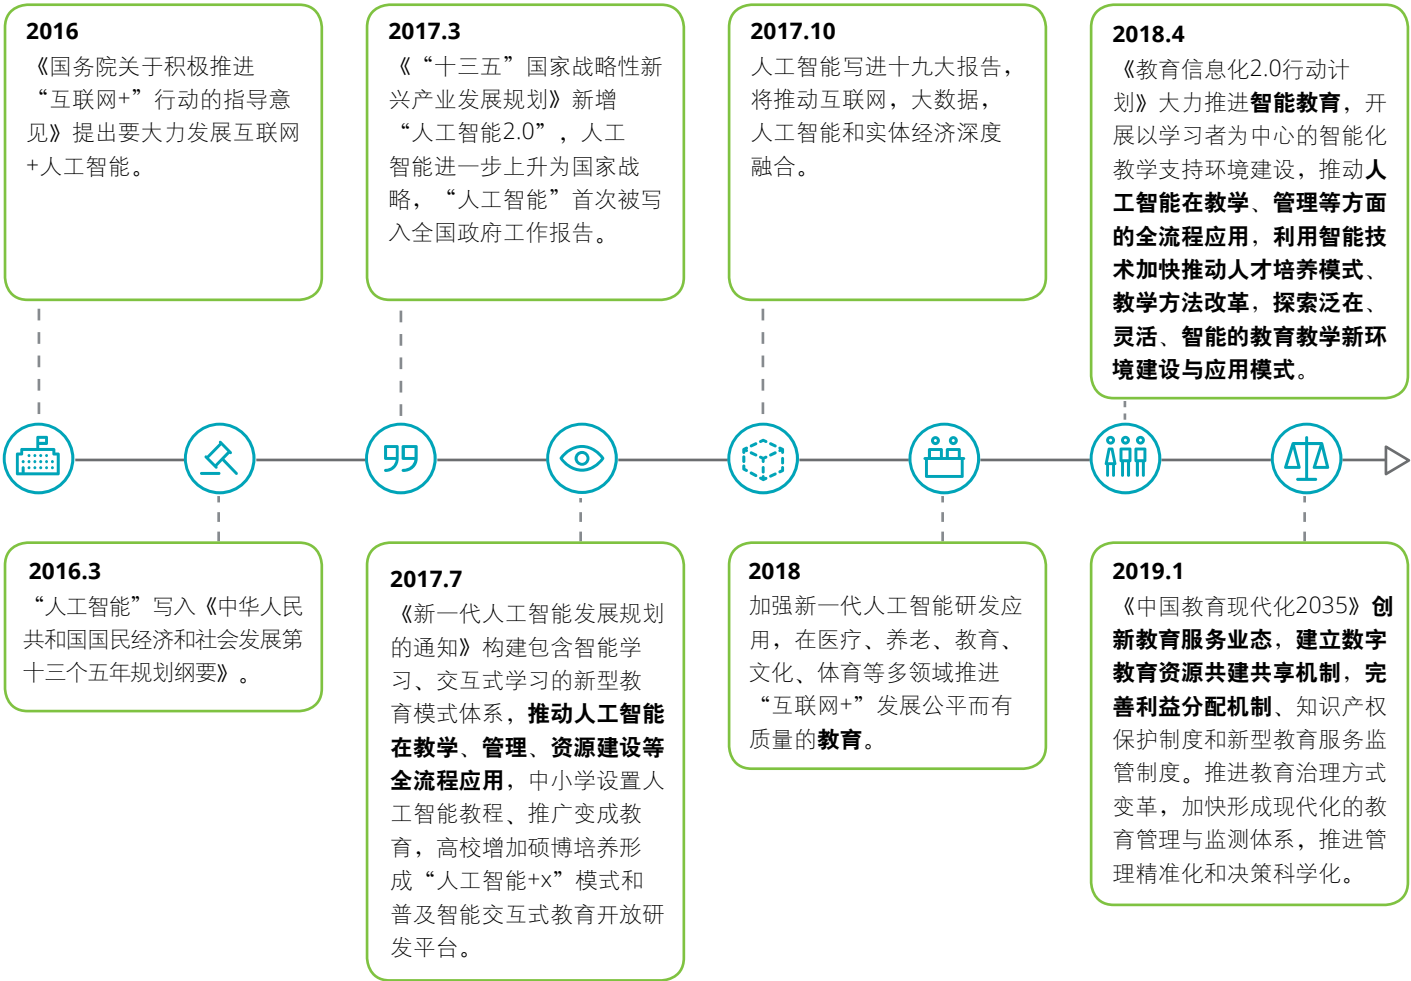 2016
《国务院关于积极推进
“互联网+”行动的指导意
见》提出要大力发展互联网
+人工智能。
2017.3
《“十三五”国家战略性新
兴产业发展规划》新增
“人工智能2.0”，人工
智能进一步上升为国家战
略，“人工智能”首次被写
入全国政府工作报告。
2017.10
人工智能写进十九大报告，
将推动互联网，大数据，
人工智能和实体经济深度
融合。
2018.4
《教育信息化2.0行动计
划》大力推进智能教育，开
展以学习者为中心的智能化
教学支持环境建设，推动人
工智能在教学、管理等方面
的全流程应用，利用智能技
术加快推动人才培养模式、
教学方法改革，探索泛在、
灵活、智能的教育教学新环
境建设与应用模式。
2016.3
“人工智能”写入《中华人民
共和国国民经济和社会发展第
十三个五年规划纲要》。
2017.7
《新一代人工智能发展规划
的通知》构建包含智能学
习、交互式学习的新型教
育模式体系，推动人工智能
在教学、管理、资源建设等
全流程应用，中小学设置人
工智能教程、推广变成教
育，高校增加硕博培养形
成“人工智能+x”模式和
普及智能交互式教育开放研
发平台。
2018
加强新一代人工智能研发应
用，在医疗、养老、教育、
文化、体育等多领域推进
“互联网+”发展公平而有
质量的教育。
2019.1
《中国教育现代化2035》创
新教育服务业态，建立数字
教育资源共建共享机制，完
善利益分配机制、知识产权
保护制度和新型教育服务监
管制度。推进教育治理方式
变革，加快形成现代化的教
育管理与监测体系，推进管
理精准化和决策科学化。